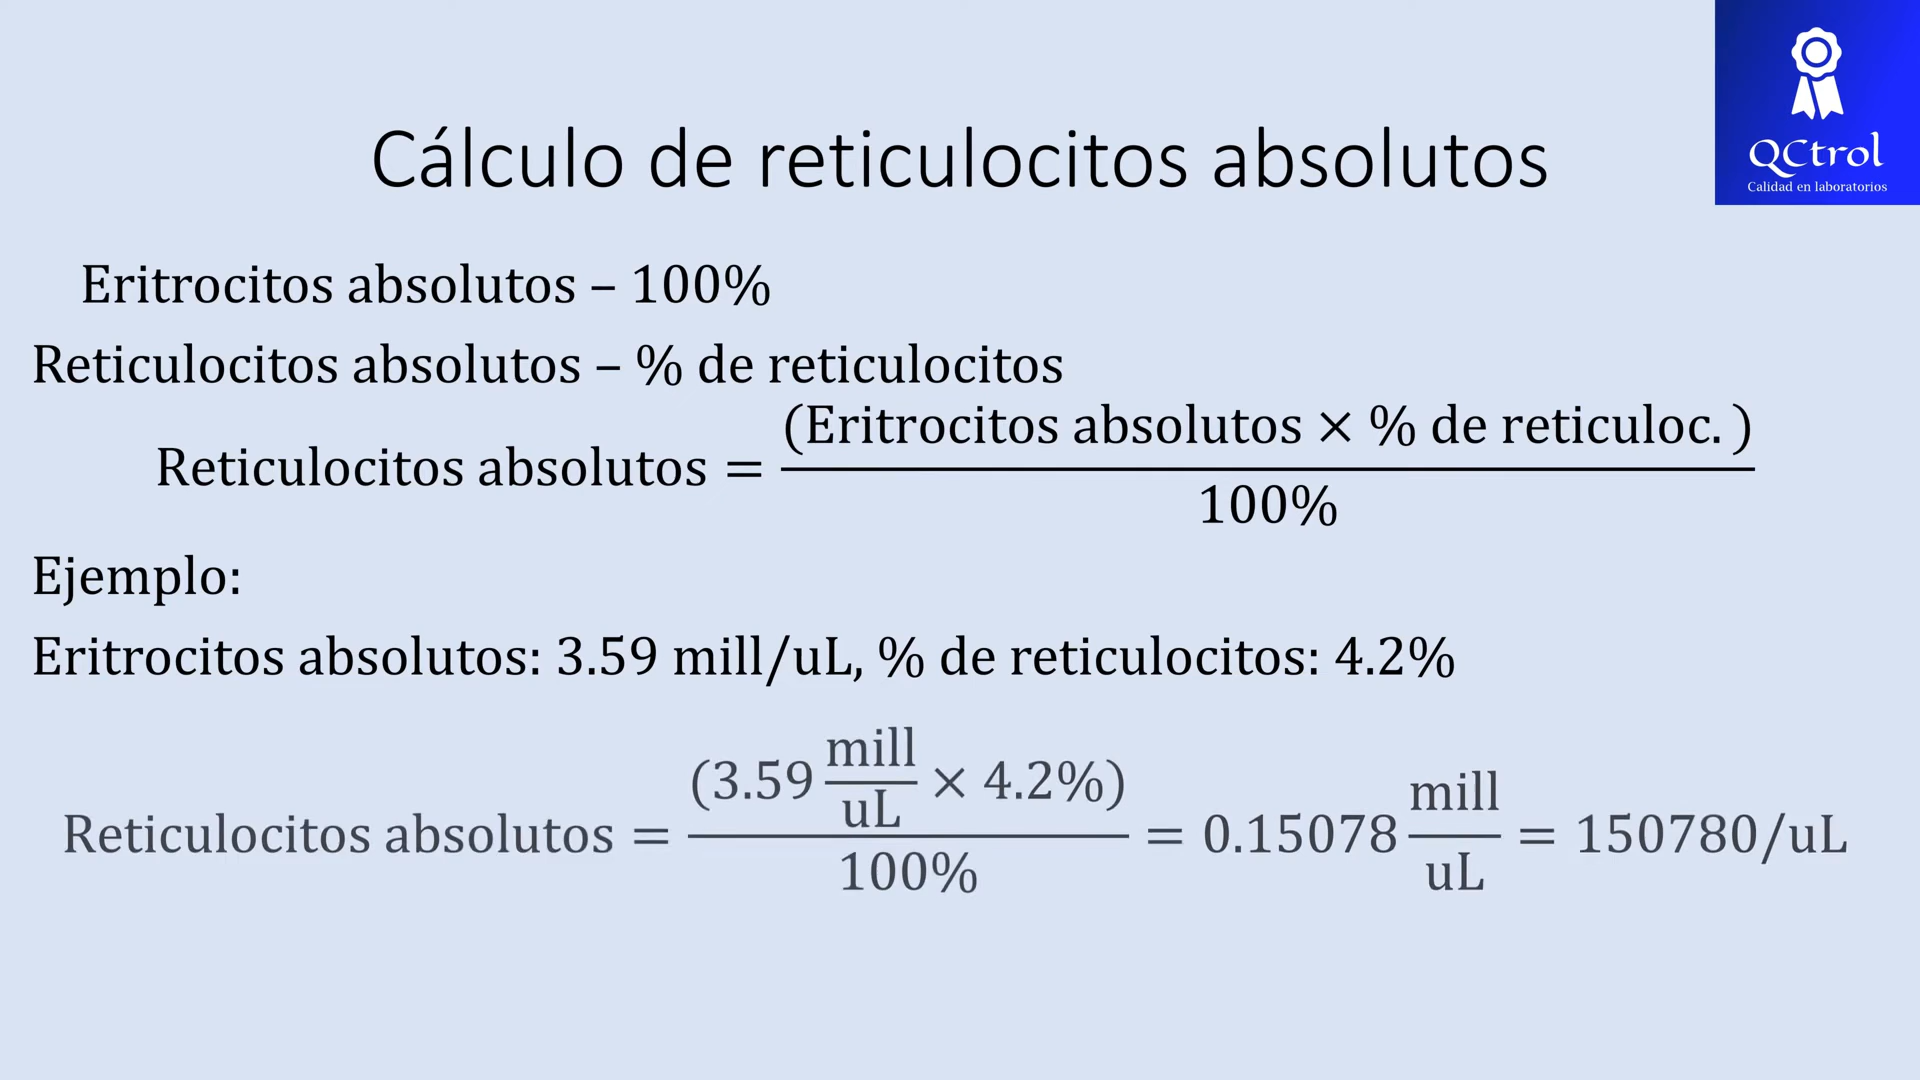 QCtrol
Calidad en laboratorios
Cálculo de reticulocitos absolutos
Eritrocitos absolutos – 100%
Reticulocitos absolutos – % de reticulocitos
Reticulocitos absolutos = (Eritrocitos absolutos × % de reticuloc. ) / 100%
Ejemplo:
Eritrocitos absolutos: 3.59 mill/uL, % de reticulocitos: 4.2%
Reticulocitos absolutos = (3.59 mill/uL × 4.2%) / 100% = 0.15078 mill/uL = 150780/uL